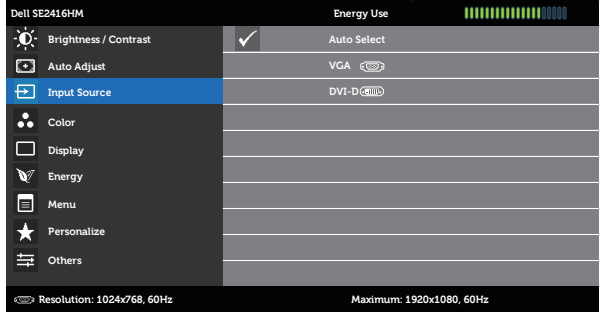 Dell SE2416HM Energy Use
Brightness / Contrast Auto Select
Auto Adjust VGA
Input Source DVI-D
Color
Display
Energy
Menu
Personalize
Others
Resolution: 1024x768, 60Hz Maximum: 1920x1080, 60Hz